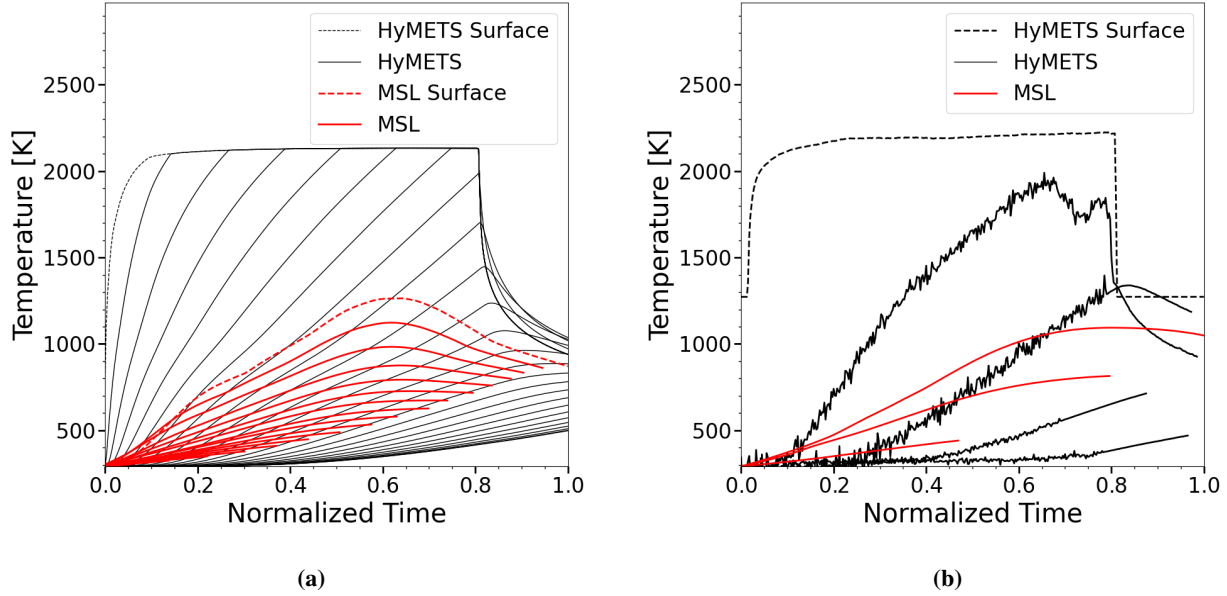 HyMETS Surface
HyMETS
MSL Surface
MSL
Temperature [K]
2500
2000
1500
1000
500
0.0 0.2 0.4 0.6 0.8 1.0
Normalized Time
(a)
HyMETS Surface
HyMETS
MSL
Temperature [K]
2500
2000
1500
1000
500
0.0 0.2 0.4 0.6 0.8 1.0
Normalized Time
(b)